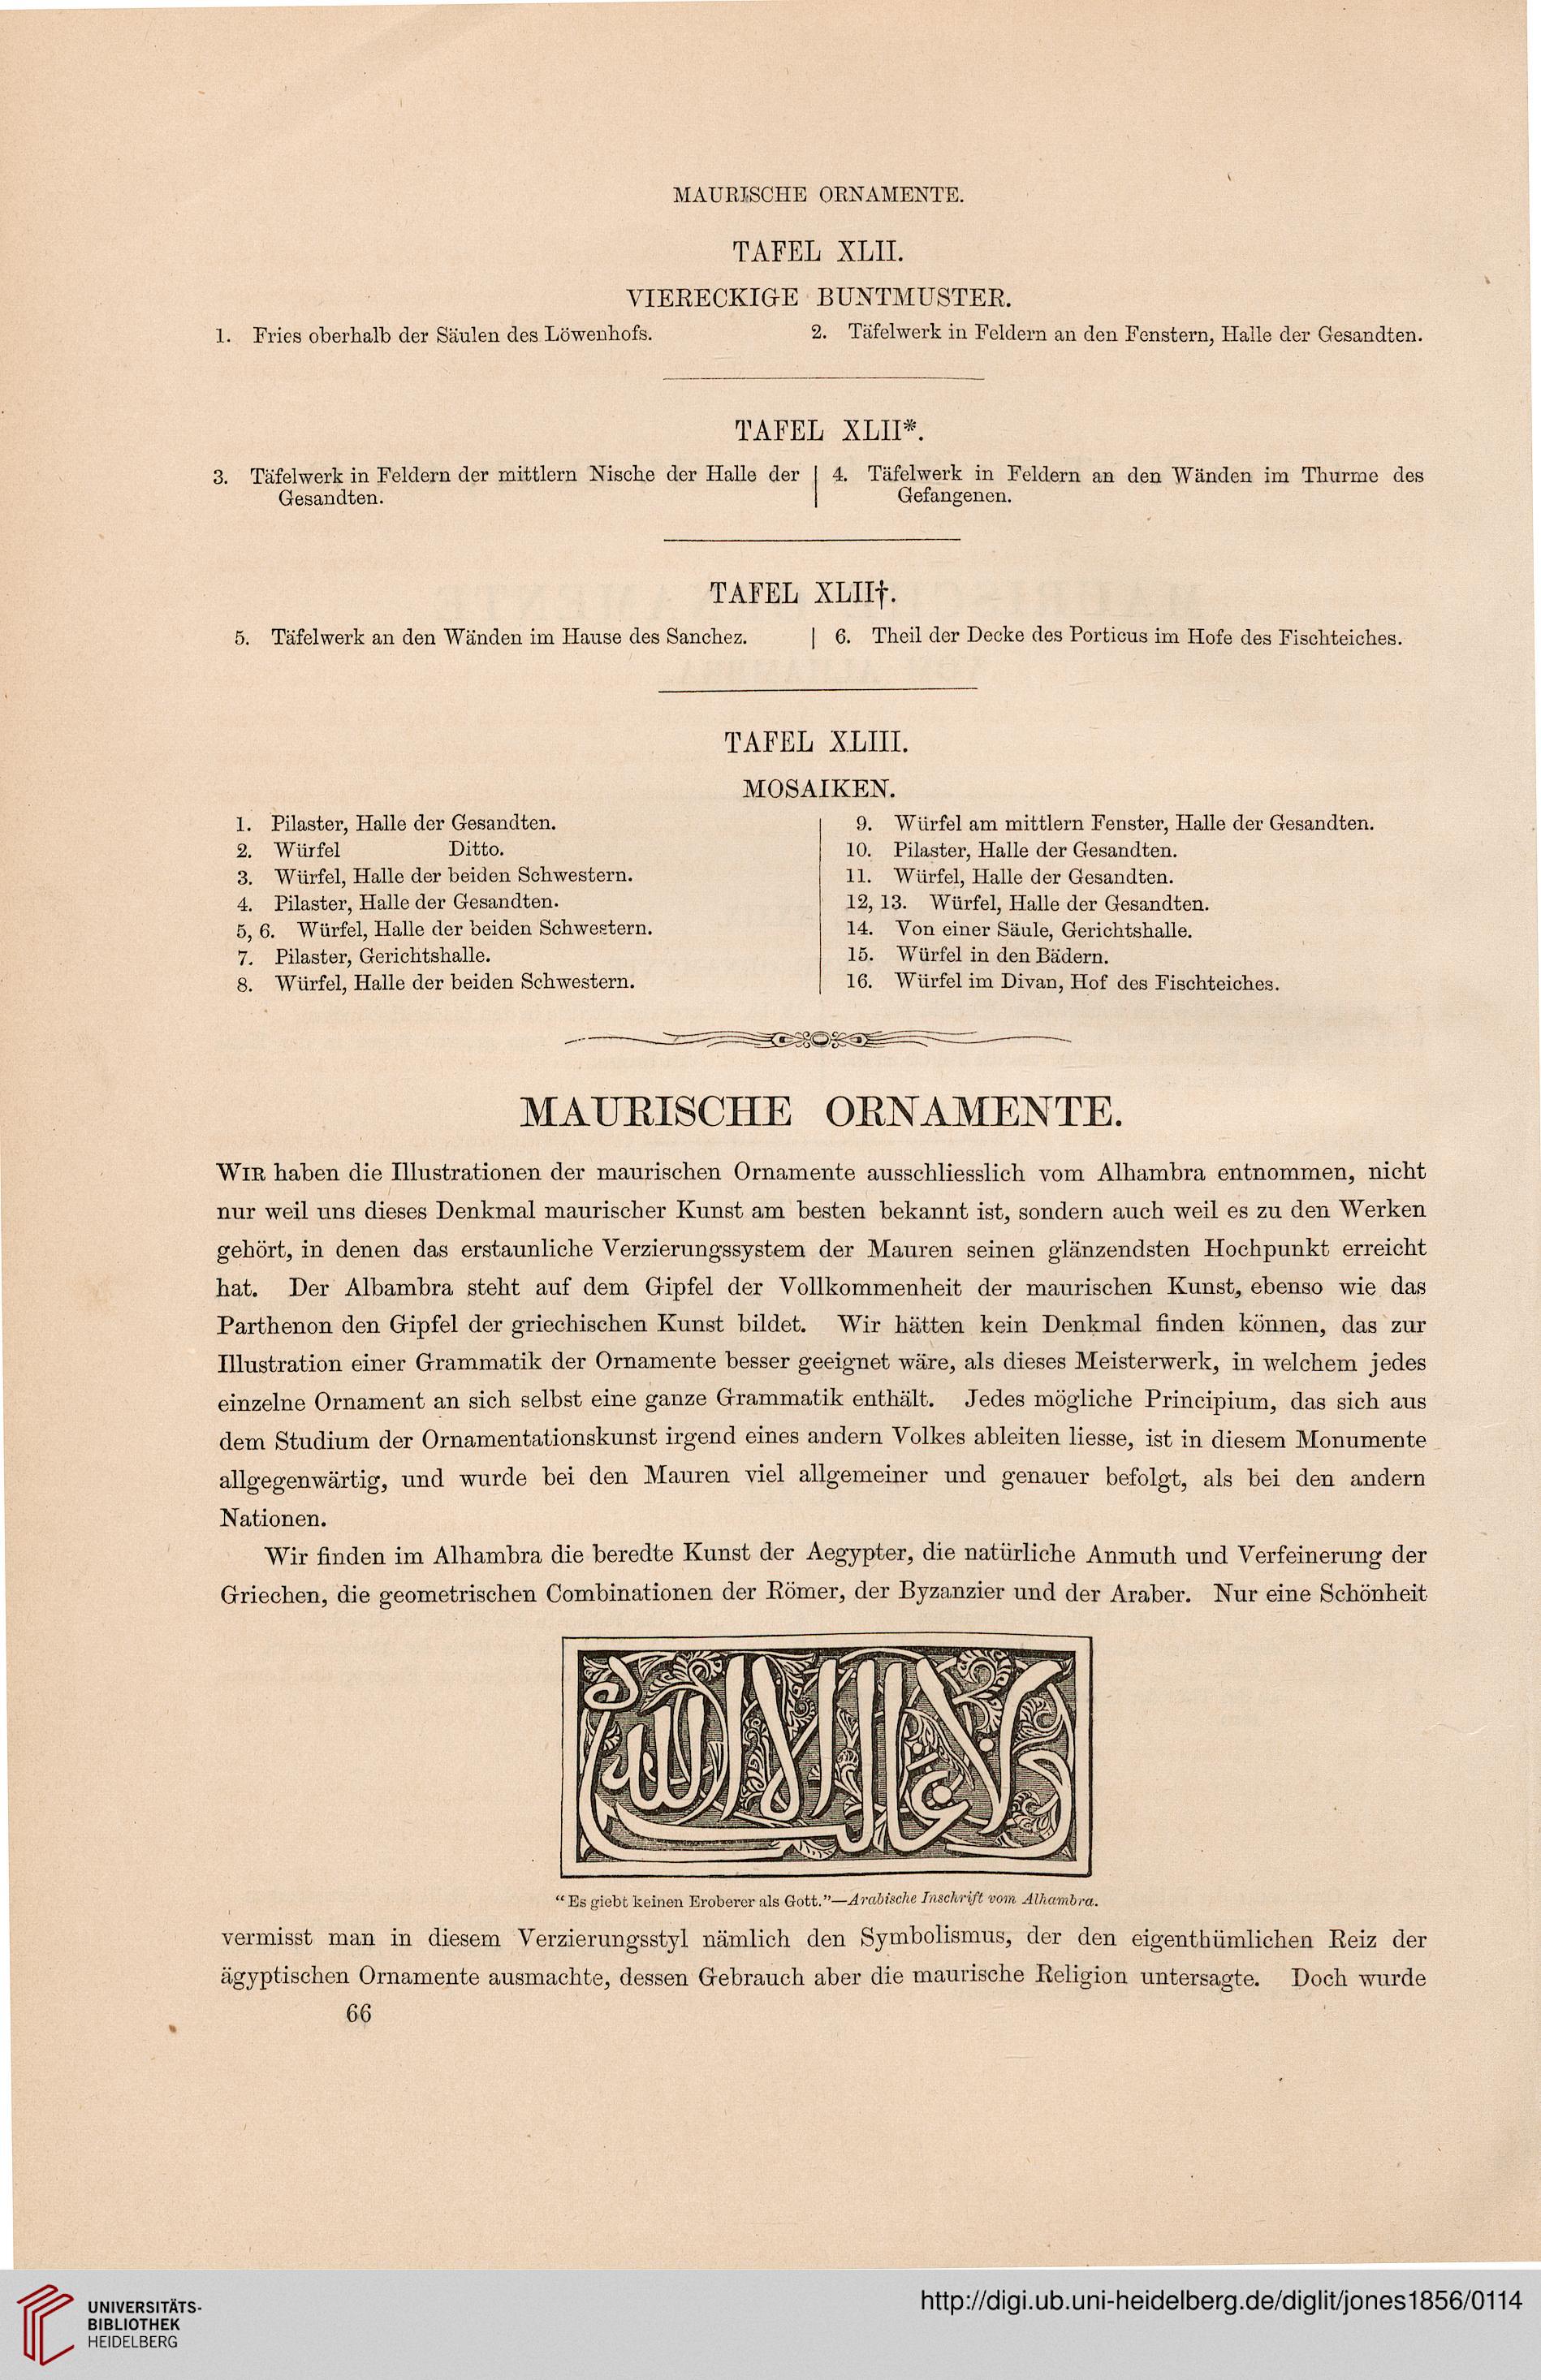 MAURISCHE ORNAMENTE.
TAFEL XLII.
VIERECKIGE BUNTMUSTER.
1. Fries oberhalb der Säulen des Löwenhofs.
2. Täfelwerk in Feldern an den Fenstern, Halle der Gesandten.
TAFEL XLII*.
3. Täfelwerk in Feldern der mittlern Nische der Halle der
Gesandten.
4. Täfelwerk in Feldern an den Wänden im Thurme des
Gefangenen.
TAFEL XLII†.
5. Täfelwerk an den Wänden im Hause des Sanchez.
6. Theil der Decke des Porticus im Hofe des Fischteiches.
TAFEL XLIII.
MOSAIKEN.
1. Pilaster, Halle der Gesandten.
2. Würfel Ditto.
3. Würfel, Halle der beiden Schwestern.
4. Pilaster, Halle der Gesandten.
5, 6. Würfel, Halle der beiden Schwestern.
7. Pilaster, Gerichtshalle.
8. Würfel, Halle der beiden Schwestern.
9. Würfel am mittlern Fenster, Halle der Gesandten.
10. Pilaster, Halle der Gesandten.
11. Würfel, Halle der Gesandten.
12, 13. Würfel, Halle der Gesandten.
14. Von einer Säule, Gerichtshalle.
15. Würfel in den Bädern.
16. Würfel im Divan, Hof des Fischteiches.
MAURISCHE ORNAMENTE.
WIR haben die Illustrationen der maurischen Ornamente ausschliesslich vom Alhambra entnommen, nicht
nur weil uns dieses Denkmal maurischer Kunst am besten bekannt ist, sondern auch weil es zu den Werken
gehört, in denen das erstaunliche Verzierungssystem der Mauren seinen glänzendsten Hochpunkt erreicht
hat. Der Alhambra steht auf dem Gipfel der Vollkommenheit der maurischen Kunst, ebenso wie das
Parthenon den Gipfel der griechischen Kunst bildet. Wir hätten kein Denkmal finden können, das zur
Illustration einer Grammatik der Ornamente besser geeignet wäre, als dieses Meisterwerk, in welchem jedes
einzelne Ornament an sich selbst eine ganze Grammatik enthält. Jedes mögliche Principium, das sich aus
dem Studium der Ornamentationskunst irgend eines andern Volkes ableiten liesse, ist in diesem Monumente
allgegenwärtig, und wurde bei den Mauren viel allgemeiner und genauer befolgt, als bei den andern
Nationen.
Wir finden im Alhambra die beredte Kunst der Aegypter, die natürliche Anmuth und Verfeinerung der
Griechen, die geometrischen Combinationen der Römer, der Byzanzier und der Araber. Nur eine Schönheit
ولا غالب الا الله
"Es giebt keinen Eroberer als Gott."—Arabische Inschrift vom Alhambra.
vermisst man in diesem Verzierungsstyl nämlich den Symbolismus, der den eigenthümlichen Reiz der
ägyptischen Ornamente ausmachte, dessen Gebrauch aber die maurische Religion untersagte. Doch wurde
66
UNIVERSITÄTS-
BIBLIOTHEK
HEIDELBERG
http://digi.ub.uni-heidelberg.de/diglit/jones1856/0114